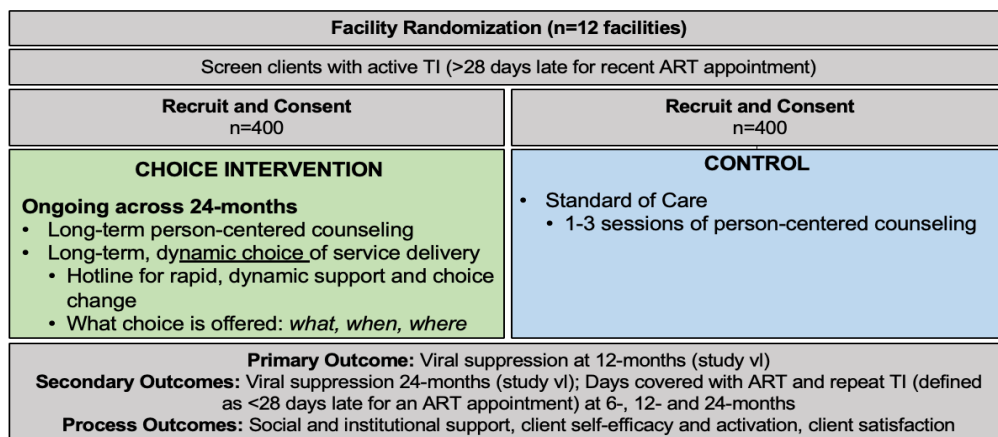 Facility Randomization (n=12 facilities)
Screen clients with active TI (>28 days late for recent ART appointment)
Recruit and Consent
n=400
Recruit and Consent
n=400
CHOICE INTERVENTION
Ongoing across 24-months
• Long-term person-centered counseling
• Long-term, dynamic choice of service delivery
• Hotline for rapid, dynamic support and choice
change
• What choice is offered: what, when, where
CONTROL
• Standard of Care
• 1-3 sessions of person-centered counseling
Primary Outcome: Viral suppression at 12-months (study vl)
Secondary Outcomes: Viral suppression 24-months (study vl); Days covered with ART and repeat TI (defined
as <28 days late for an ART appointment) at 6-, 12- and 24-months
Process Outcomes: Social and institutional support, client self-efficacy and activation, client satisfaction